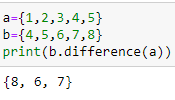 a={1,2,3,4,5}
b={4,5,6,7,8}
print(b.difference(a))
{8, 6, 7}